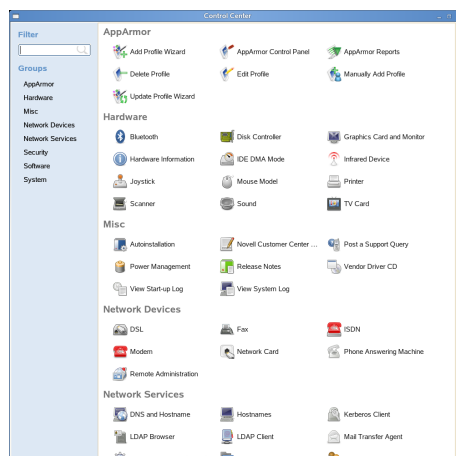 Control Center
Filter
Groups
AppArmor
Hardware
Misc
Network Devices
Network Services
Security
Software
System
AppArmor
Add Profile Wizard
AppArmor Control Panel
AppArmor Reports
Delete Profile
Edit Profile
Manually Add Profile
Update Profile Wizard
Hardware
Bluetooth
Disk Controller
Graphics Card and Monitor
Hardware Information
IDE DMA Mode
Infrared Device
Joystick
Mouse Model
Printer
Scanner
Sound
TV Card
Misc
Autoinstallation
Novell Customer Center ...
Post a Support Query
Power Management
Release Notes
Vendor Driver CD
View Start-up Log
View System Log
Network Devices
DSL
Fax
ISDN
Modem
Network Card
Phone Answering Machine
Remote Administration
Network Services
DNS and Hostname
Hostnames
Kerberos Client
LDAP Browser
LDAP Client
Mail Transfer Agent